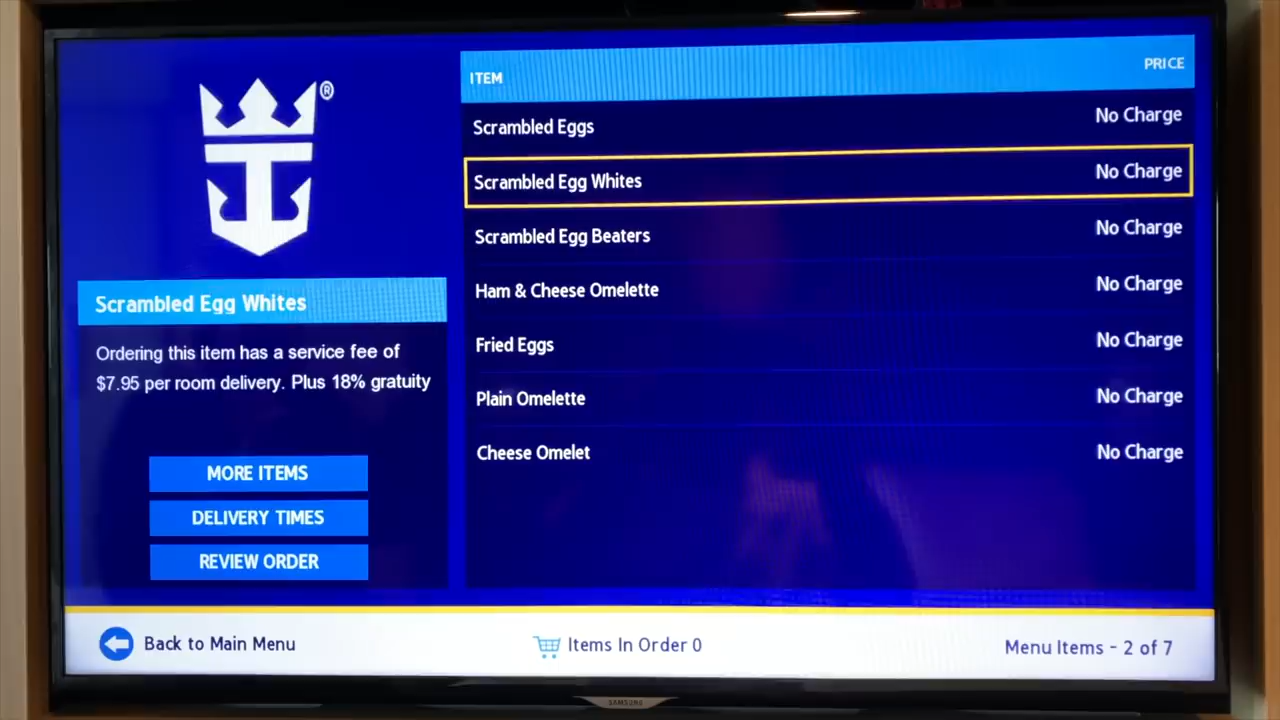 ®
Scrambled Egg Whites
Ordering this item has a service fee of
$7.95 per room delivery. Plus 18% gratuity
MORE ITEMS
DELIVERY TIMES
REVIEW ORDER
ITEM PRICE
Scrambled Eggs No Charge
Scrambled Egg Whites No Charge
Scrambled Egg Beaters No Charge
Ham & Cheese Omelette No Charge
Fried Eggs No Charge
Plain Omelette No Charge
Cheese Omelet No Charge
Back to Main Menu Items In Order 0 Menu Items - 2 of 7
SAMSUNG